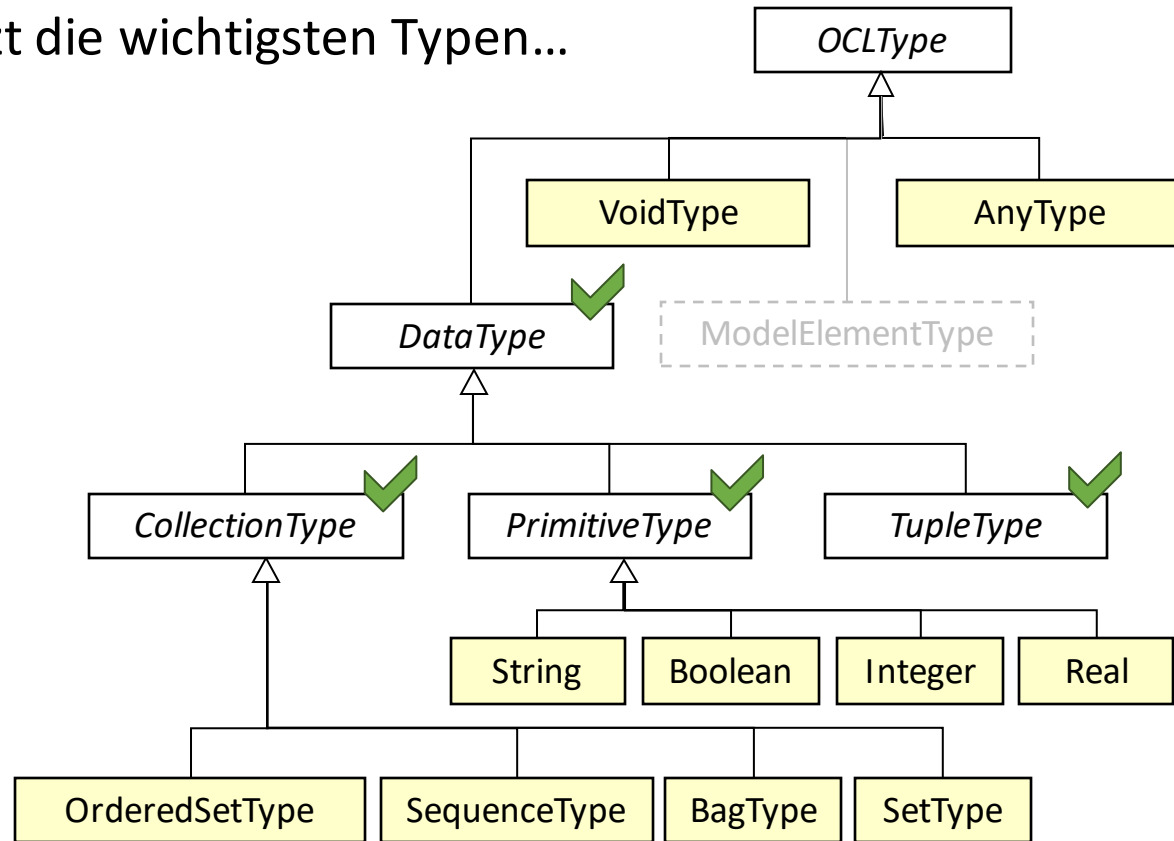 t die wichtigsten Typen…
OCLType
VoidType
AnyType
DataType
ModelElementType
CollectionType
PrimitiveType
TupleType
String
Boolean
Integer
Real
OrderedSetType
SequenceType
BagType
SetType